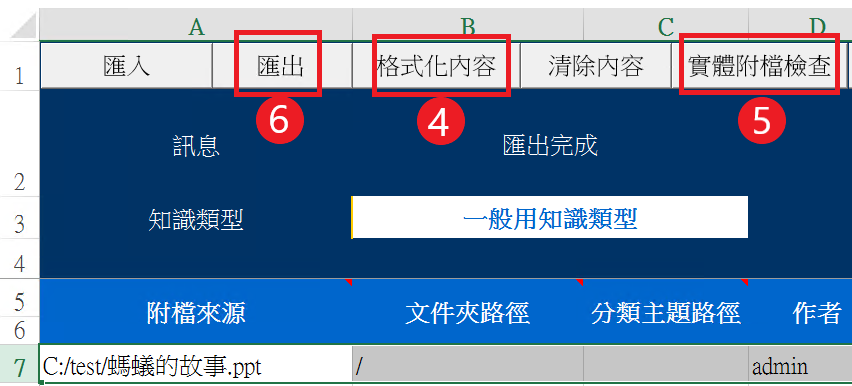 A B C D
1 匯入 匯出 格式化內容 清除內容 實體附檔檢查
6 4 5
2 訊息 匯出完成
3 知識類型 一般用知識類型
4
5 附檔來源 文件夾路徑 分類主題路徑 作者
6
7 C:/test/螞蟻的故事.ppt / admin